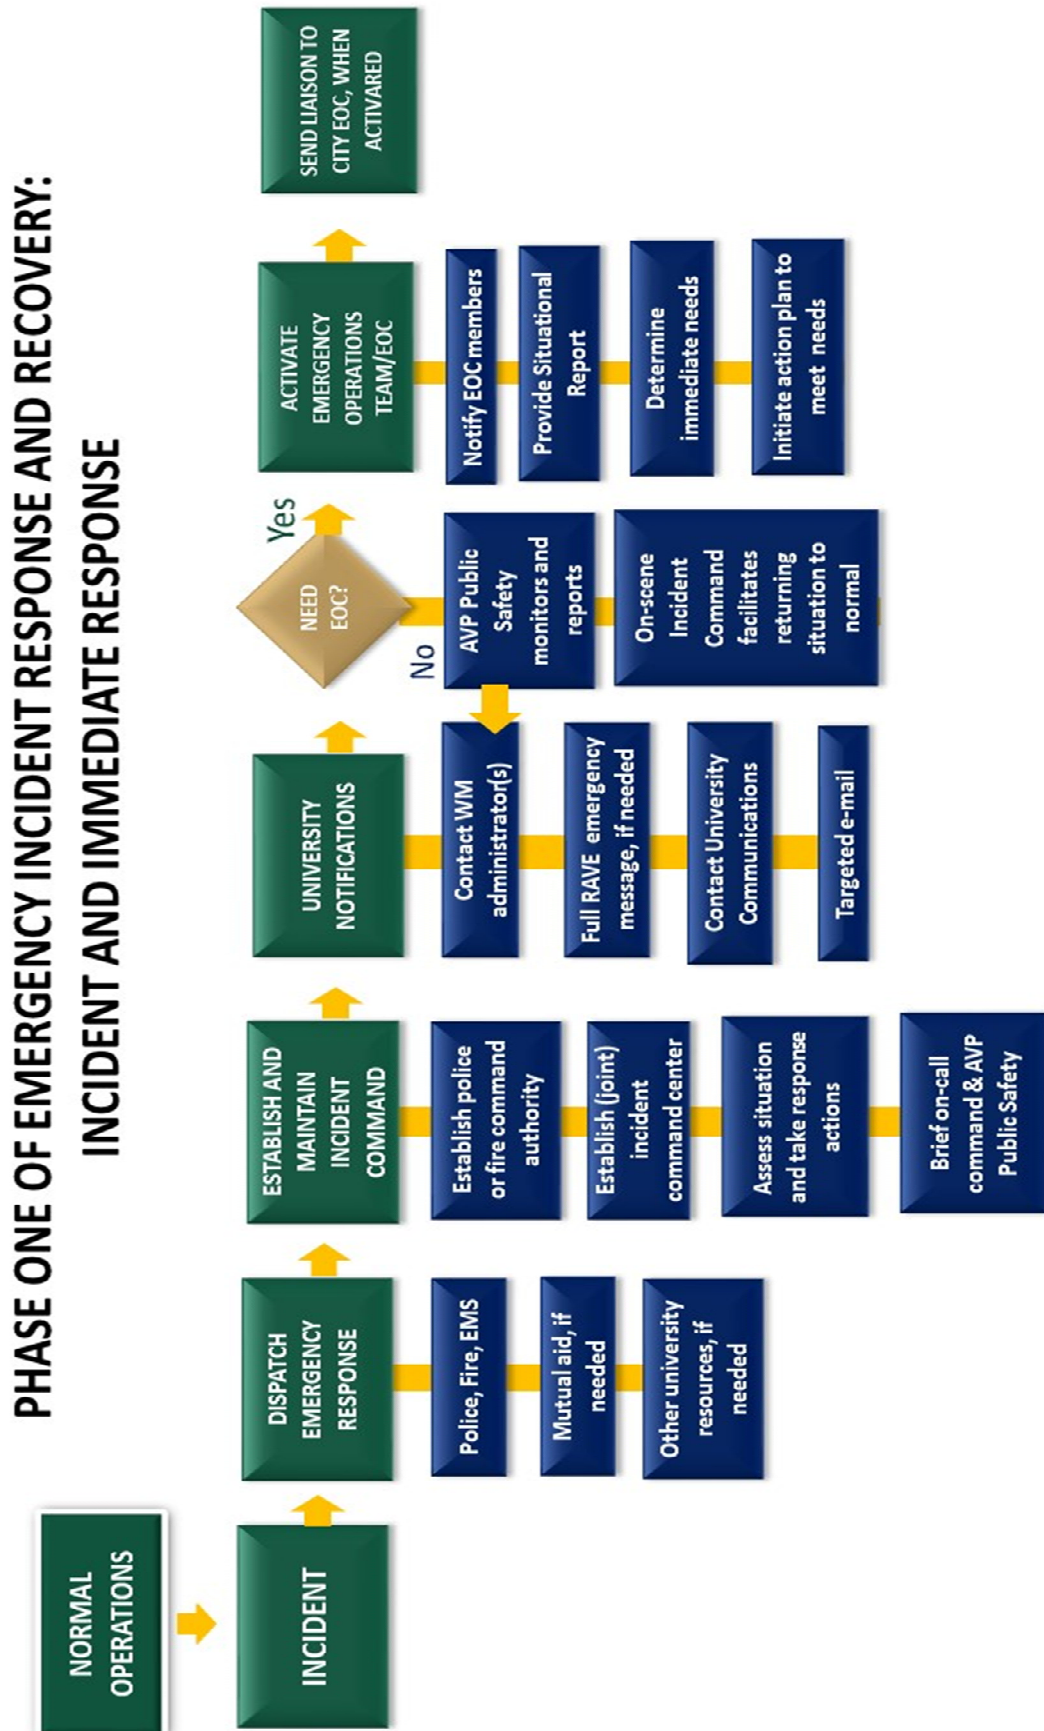 PHASE ONE OF EMERGENCY INCIDENT RESPONSE AND RECOVERY:
INCIDENT AND IMMEDIATE RESPONSE
NORMAL
OPERATIONS
INCIDENT
DISPATCH
EMERGENCY
RESPONSE
Police, Fire, EMS
Mutual aid, if
needed
Other university
resources, if
needed
ESTABLISH AND
MAINTAIN
INCIDENT
COMMAND
Establish police
or fire command
authority
Establish (joint)
incident
command center
Assess situation
and take response
actions
Brief on-call
command & AVP
Public Safety
UNIVERSITY
NOTIFICATIONS
Contact WM
administrator(s)
Full RAVE emergency
message, if needed
Contact University
Communications
Targeted e-mail
NEED
EOC?
Yes
No
AVP Public
Safety
monitors and
reports
On-scene
Incident
Command
facilitates
returning
situation to
normal
ACTIVATE
EMERGENCY
OPERATIONS
TEAM/EOC
Notify EOC members
Provide Situational
Report
Determine
immediate needs
Initiate action plan to
meet needs
SEND LIAISON TO
CITY EOC, WHEN
ACTIVARED